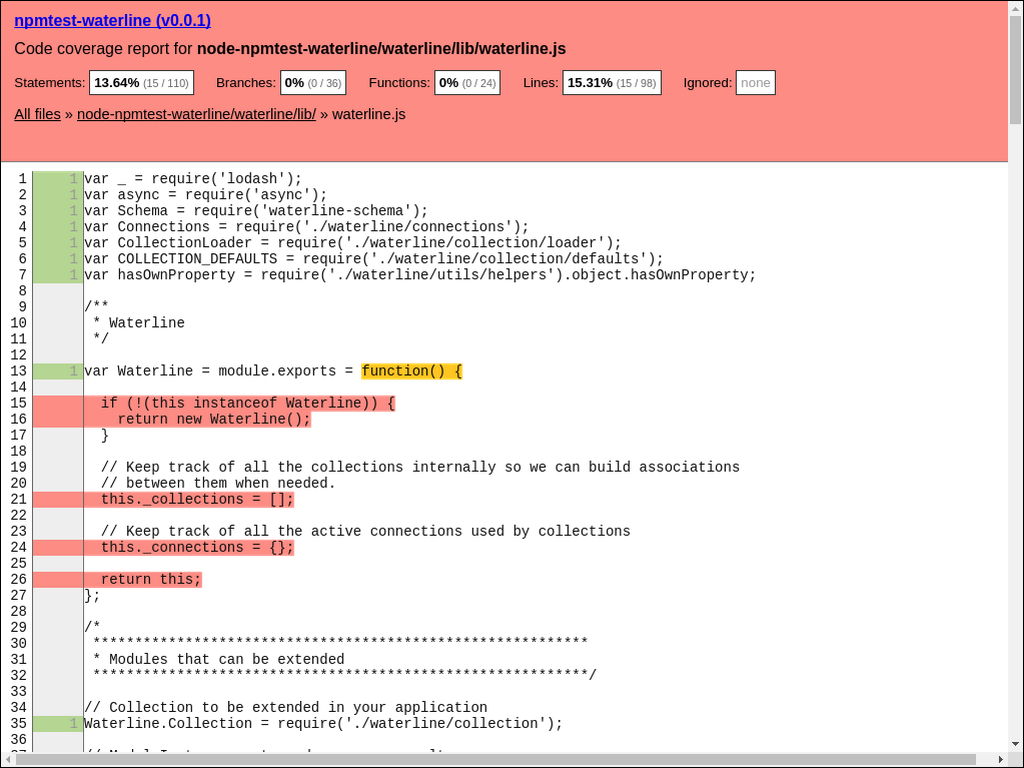 npmtest-waterline (v0.0.1)
Code coverage report for node-npmtest-waterline/waterline/lib/waterline.js
Statements: 13.64% (15 / 110) Branches: 0% (0 / 36) Functions: 0% (0 / 24) Lines: 15.31% (15 / 98) Ignored: none
All files » node-npmtest-waterline/waterline/lib/ » waterline.js
1 1 var _ = require('lodash');
2 1 var async = require('async');
3 1 var Schema = require('waterline-schema');
4 1 var Connections = require('./waterline/connections');
5 1 var CollectionLoader = require('./waterline/collection/loader');
6 1 var COLLECTION_DEFAULTS = require('./waterline/collection/defaults');
7 1 var hasOwnProperty = require('./waterline/utils/helpers').object.hasOwnProperty;
8
9 /**
10 * Waterline
11 */
12
13 1 var Waterline = module.exports = function() {
14
15 if (!(this instanceof Waterline)) {
16 return new Waterline();
17 }
18
19 // Keep track of all the collections internally so we can build associations
20 // between them when needed.
21 this._collections = [];
22
23 // Keep track of all the active connections used by collections
24 this._connections = {};
25
26 return this;
27 };
28
29 /*
30 ***********************************************************
31 * Modules that can be extended
32 ***********************************************************/
33
34 // Collection to be extended in your application
35 1 Waterline.Collection = require('./waterline/collection');
36